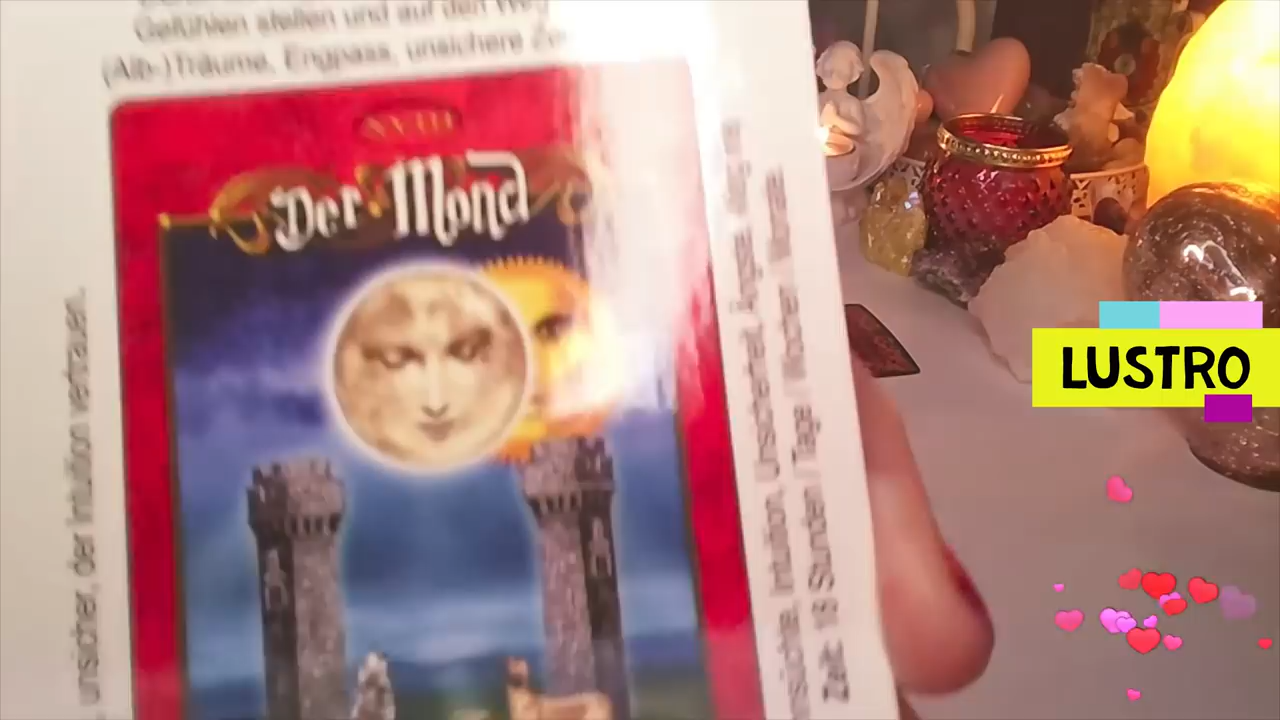 Gefühlen stellen und auf den Weg
(Alb-)Träume, Engpass, unsichere
XVIII
Der Mond
unsicher, der Intuition vertrauen.
Intuition, Unsicherheit, Ängste,
Zeit: 18 Stunden / Tage / Wochen / Monate
LUSTRO